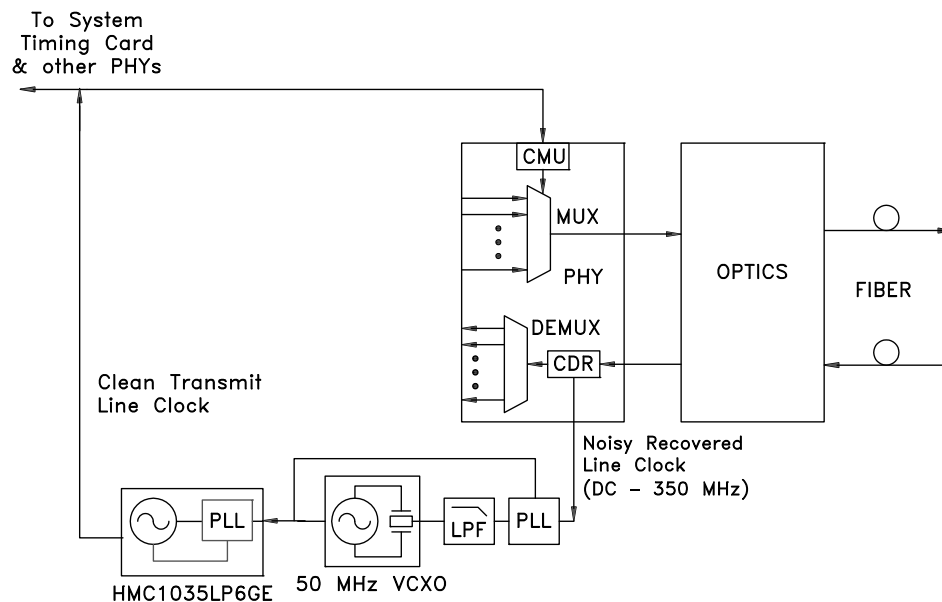 To System
Timing Card
& other PHYs
CMU
MUX
PHY
OPTICS
FIBER
DEMUX
CDR
Clean Transmit
Line Clock
Noisy Recovered
Line Clock
(DC - 350 MHz)
PLL
LPF
PLL
HMC1035LP6GE
50 MHz VCXO